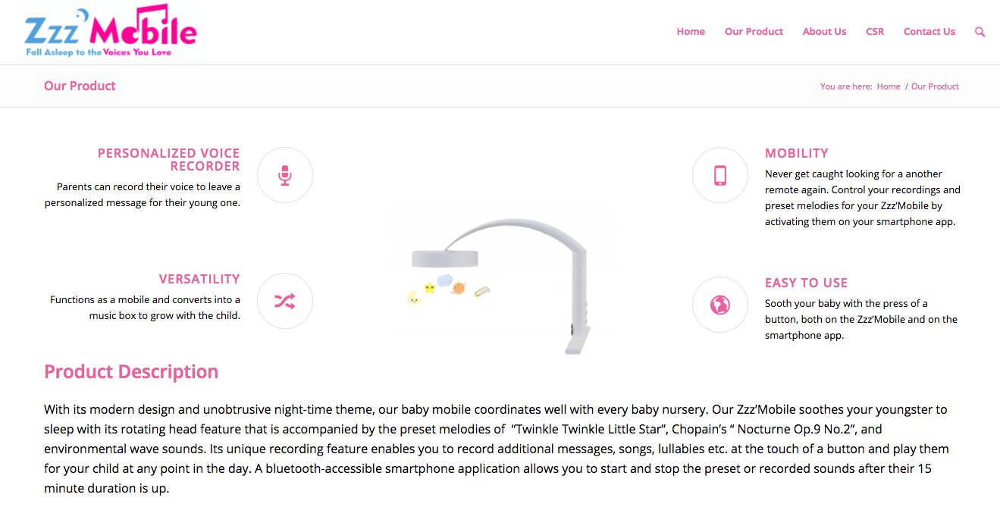 Zzz'Mobile
Fall Asleep to the Voices You Love
Home Our Product About Us CSR Contact Us
Our Product
You are here: Home / Our Product
PERSONALIZED VOICE
RECORDER
Parents can record their voice to leave a
personalized message for their young one.
MOBILITY
Never get caught looking for a another
remote again. Control your recordings and
preset melodies for your Zzz’Mobile by
activating them on your smartphone app.
VERSATILITY
Functions as a mobile and converts into a
music box to grow with the child.
EASY TO USE
Sooth your baby with the press of a
button, both on the Zzz’Mobile and on the
smartphone app.
Product Description
With its modern design and unobtrusive night-time theme, our baby mobile coordinates well with every baby nursery. Our Zzz’Mobile soothes your youngster to
sleep with its rotating head feature that is accompanied by the preset melodies of “Twinkle Twinkle Little Star”, Chopain’s “ Nocturne Op.9 No.2”, and
environmental wave sounds. Its unique recording feature enables you to record additional messages, songs, lullabies etc. at the touch of a button and play them
for your child at any point in the day. A bluetooth-accessible smartphone application allows you to start and stop the preset or recorded sounds after their 15
minute duration is up.